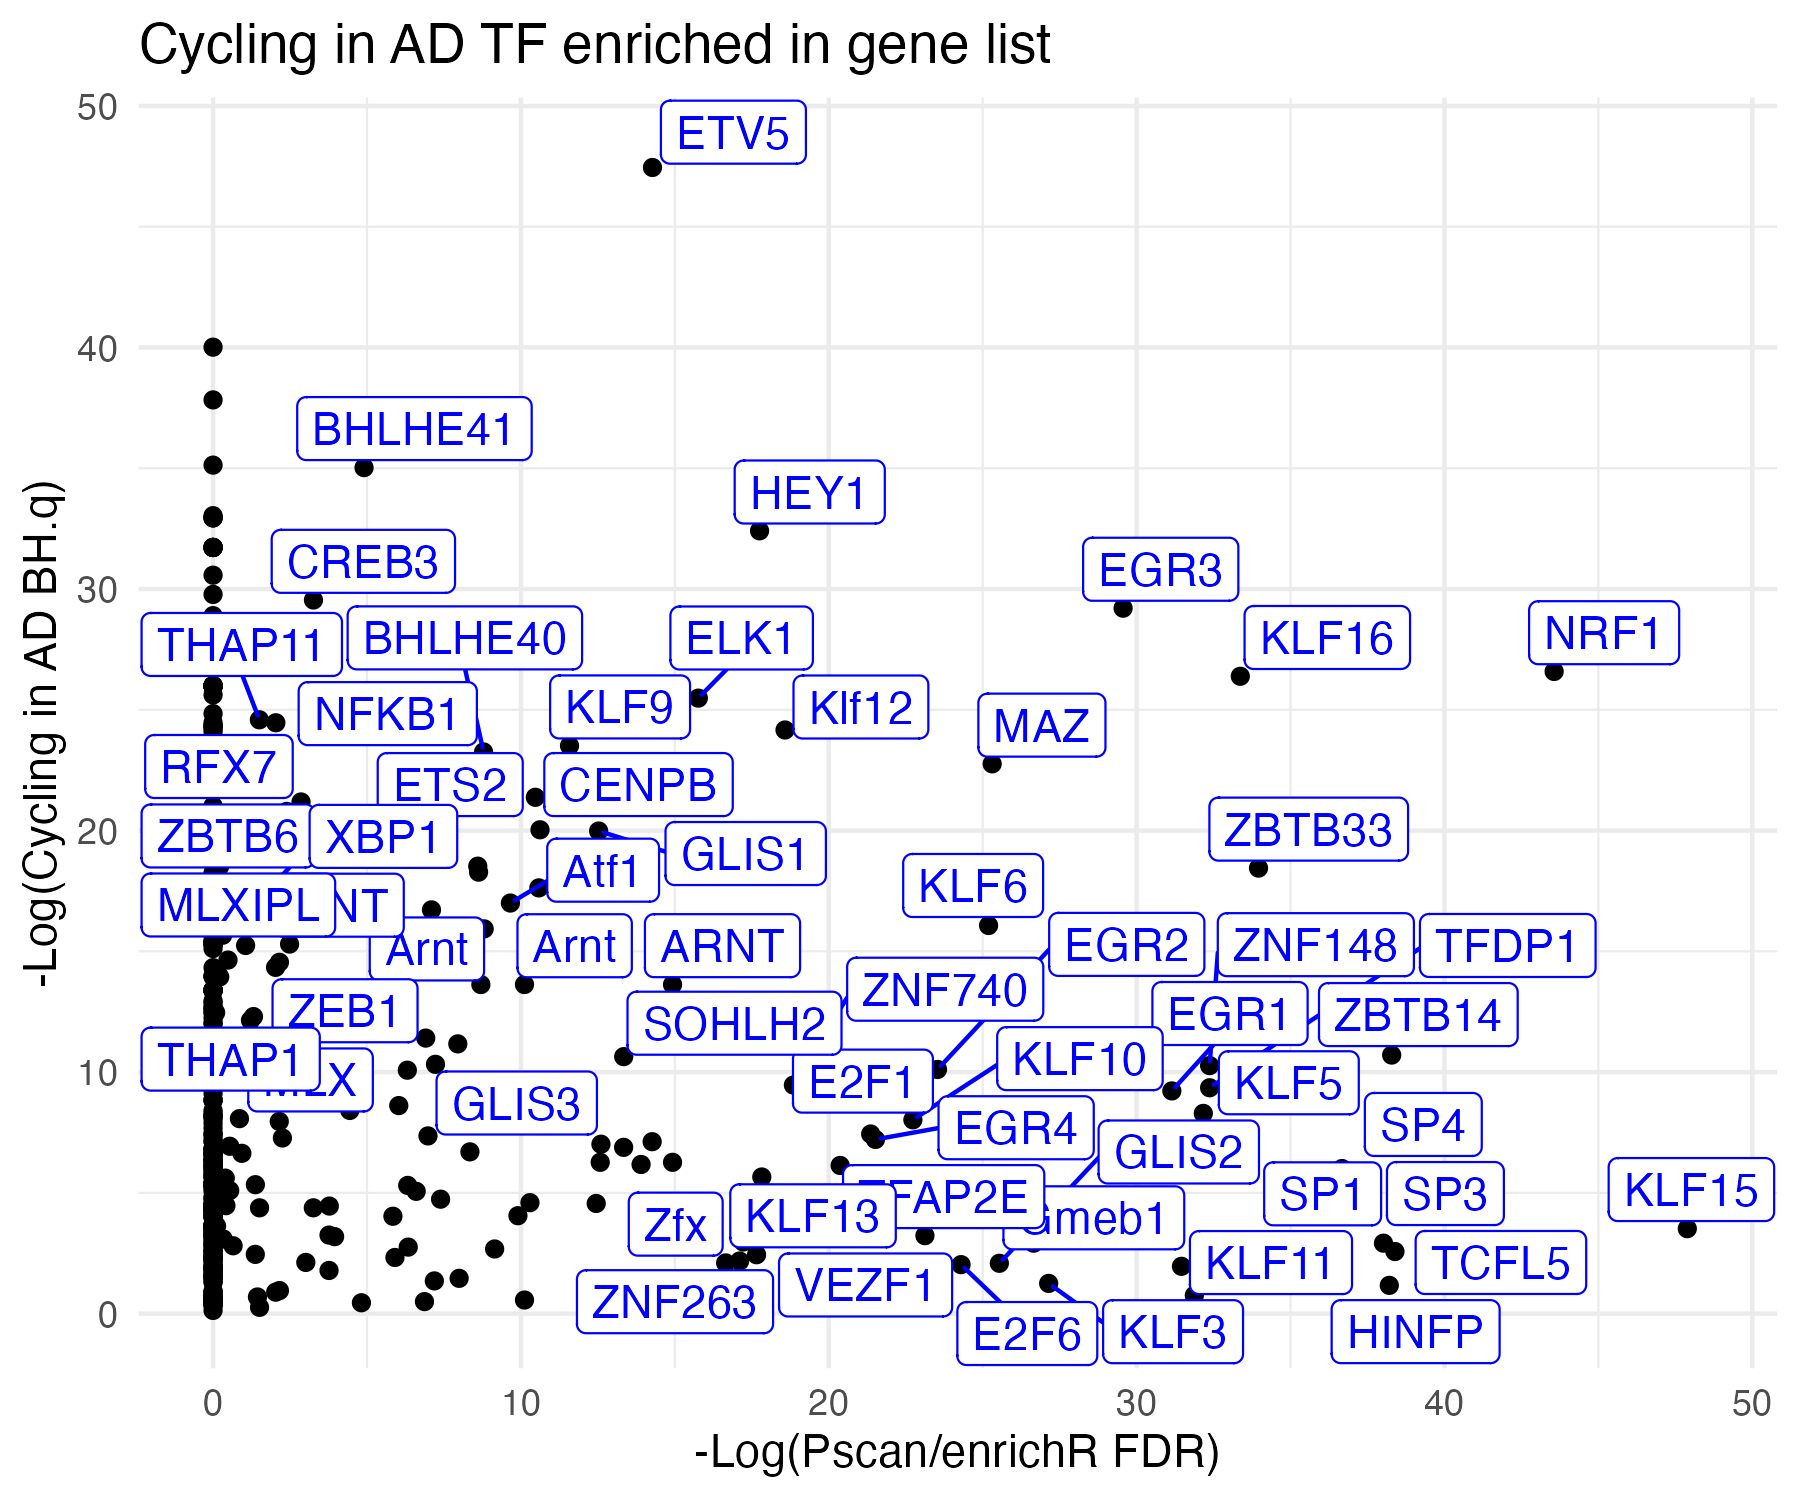 Cycling in AD TF enriched in gene list
50
ETV5
40
BHLHE41
HEY1
CREB3
EGR3
30
THAP11
BHLHE40
ELK1
KLF16
NRF1
NFKB1
KLF9
Klf12
MAZ
RFX7
ETS2
CENPB
ZBTB6
XBP1
20
ZBTB33
GLIS1
Atf1
KLF6
MLXIPL
NT
Arnt
Arnt
ARNT
EGR2
ZNF148
TFDP1
ZNF740
ZEB1
SOHLH2
EGR1
ZBTB14
THAP1
MLX
10
E2F1
KLF10
KLF5
GLIS3
EGR4
SP4
GLIS2
TFAP2E
SP1
SP3
KLF15
Zfx
KLF13
Gmeb1
KLF11
TCFL5
VEZF1
ZNF263
0
E2F6
KLF3
HINFP
0
10
20
30
40
50
-Log(Pscan/enrichR FDR)
-Log(Cycling in AD BH.q)